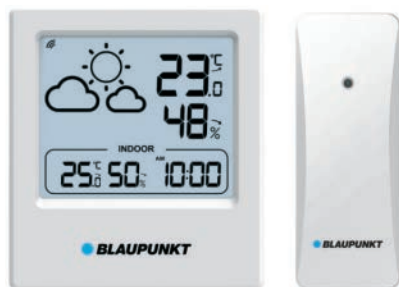 23.0 °C
48 %
INDOOR
25.0 °C 50 % AM 10:00
BLAUPUNKT
BLAUPUNKT